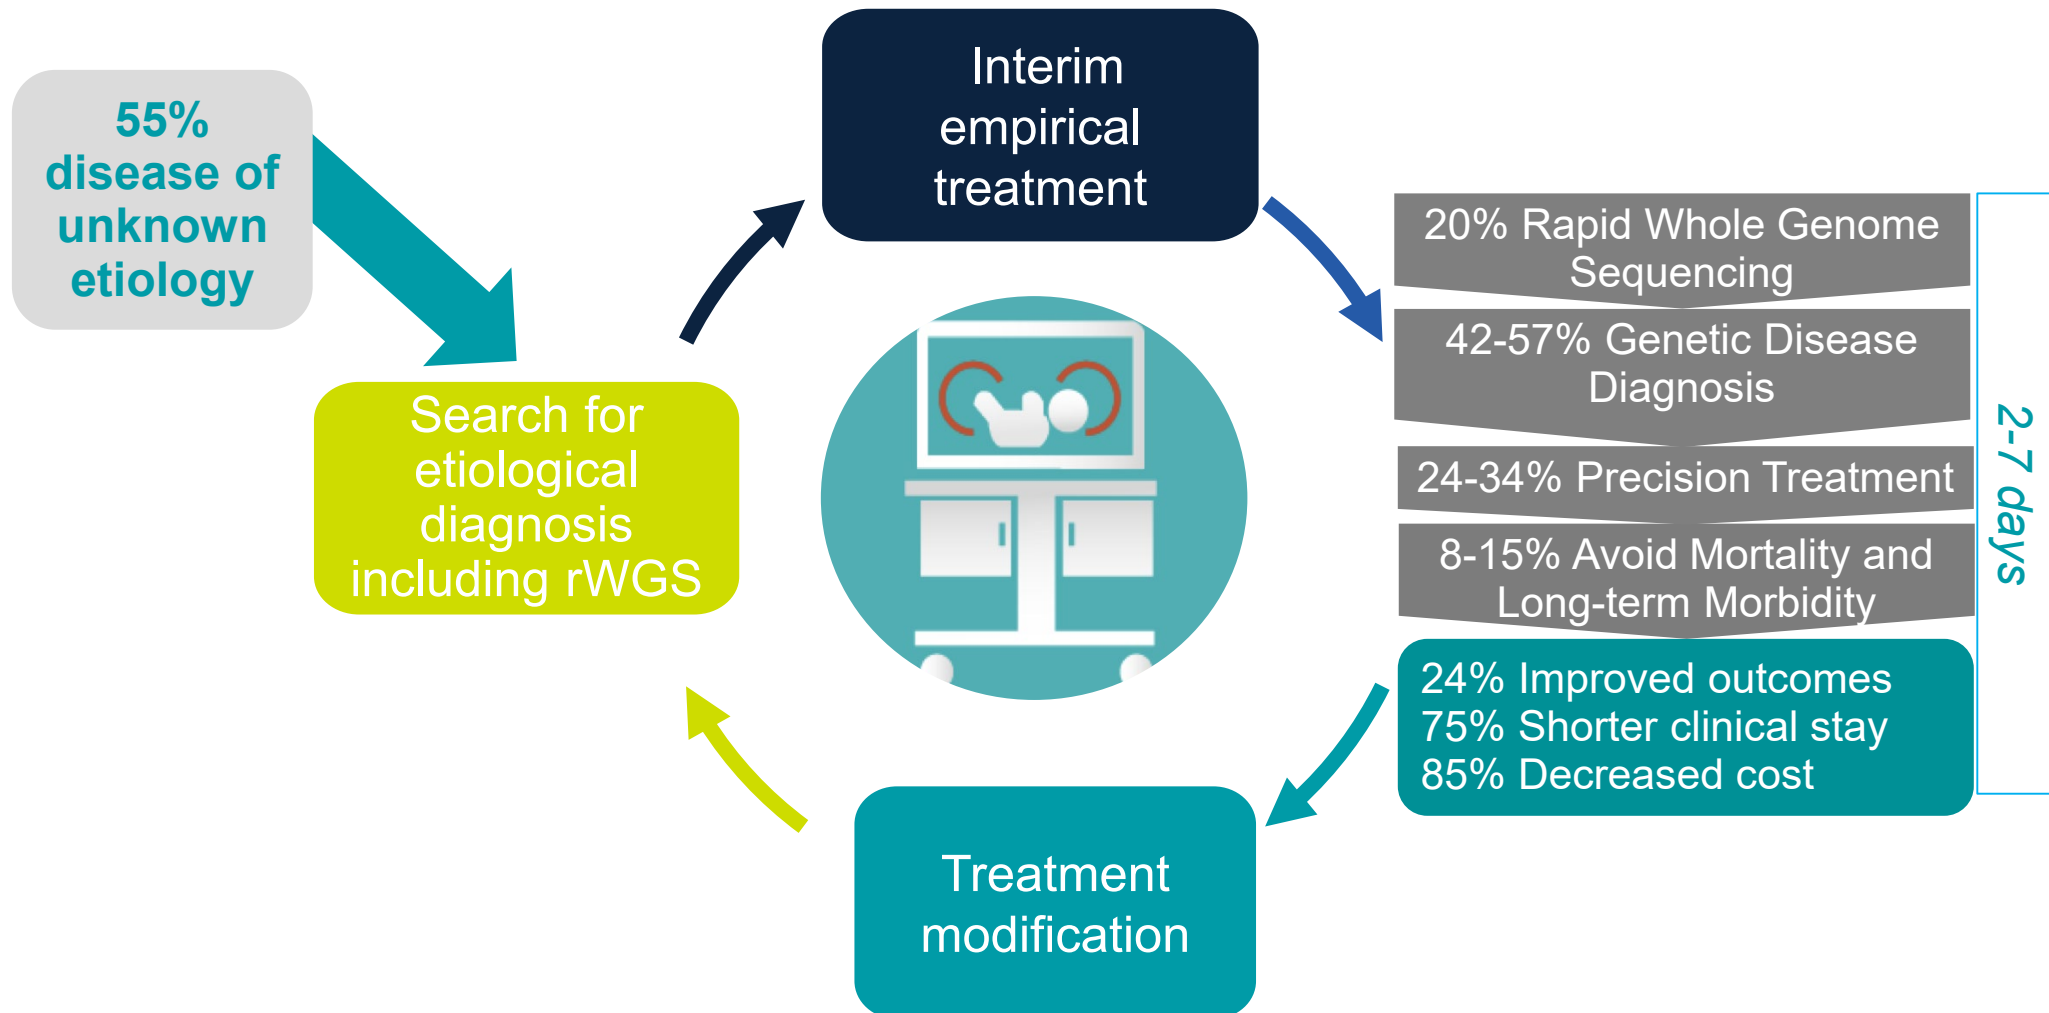 55%
disease of
unknown
etiology
Interim
empirical
treatment
Search for
etiological
diagnosis
including rWGS
20% Rapid Whole Genome
Sequencing
42-57% Genetic Disease
Diagnosis
24-34% Precision Treatment
8-15% Avoid Mortality and
Long-term Morbidity
24% Improved outcomes
75% Shorter clinical stay
85% Decreased cost
2-7 days
Treatment
modification